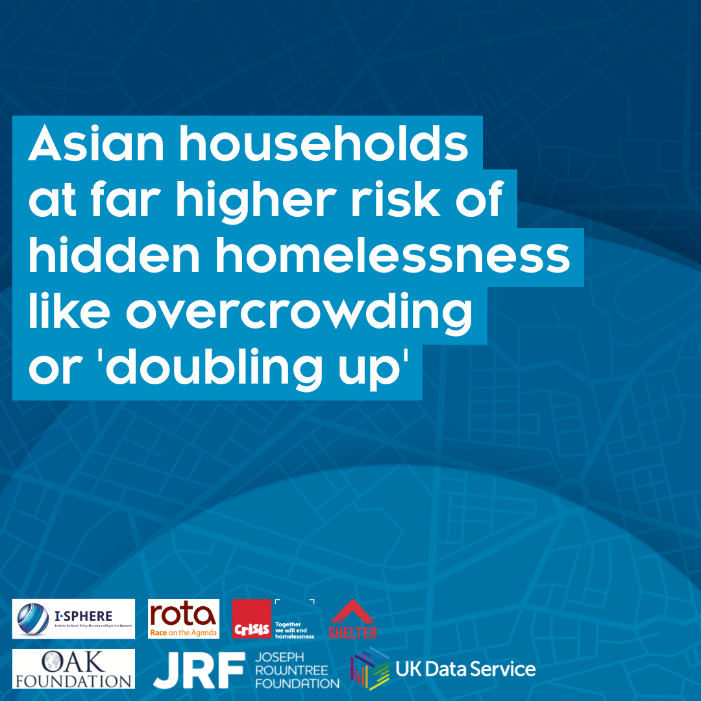 Asian households
at far higher risk of
hidden homelessness
like overcrowding
or 'doubling up'
I·SPHERE
rota
Race on the Agenda
CRISIS
Together
we will end
homelessness
SHELTER
OAK
FOUNDATION
JRF
JOSEPH
ROWNTREE
FOUNDATION
UK Data Service